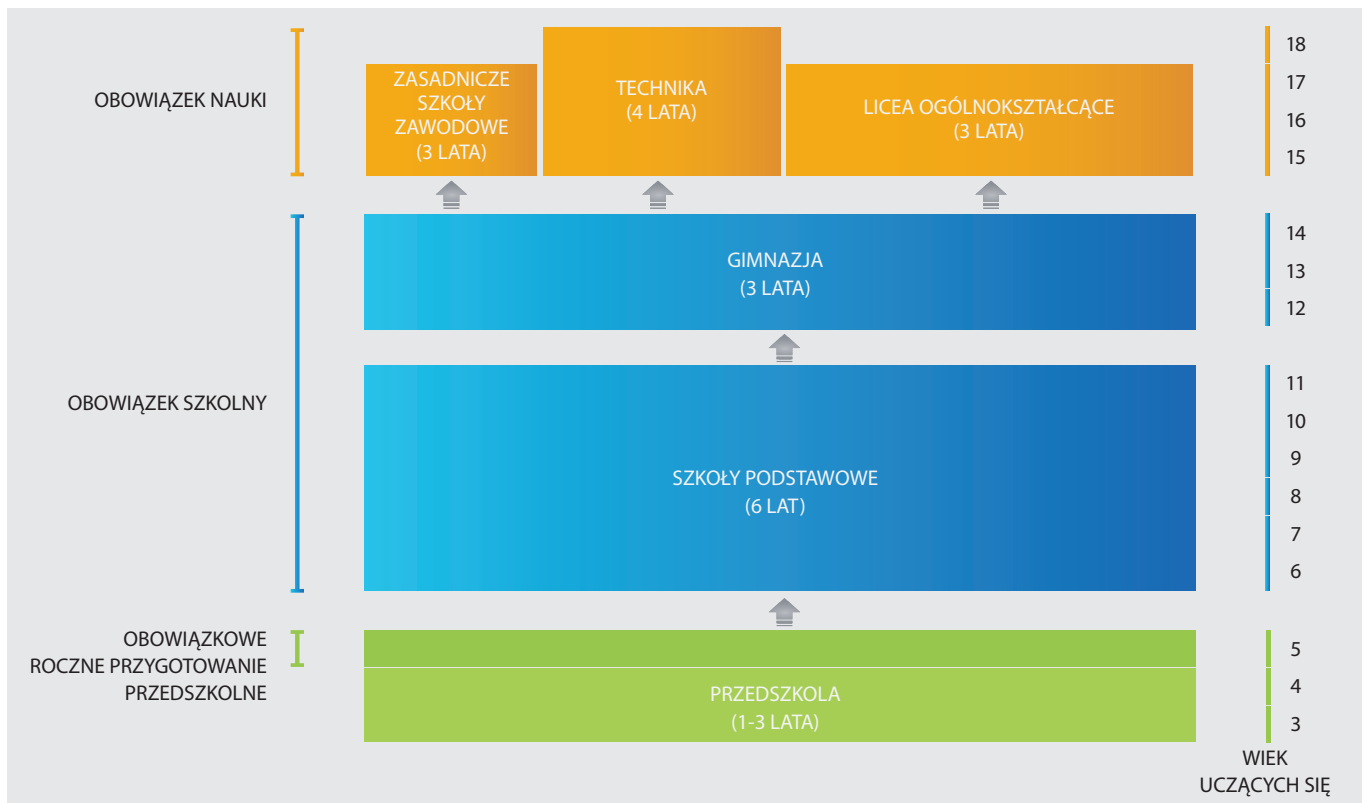 OBOWIĄZEK NAUKI
ZASADNICZE
SZKOŁY
ZAWODOWE
(3 LATA)
TECHNIKA
(4 LATA)
LICEA OGÓLNOKSZTAŁCĄCE
(3 LATA)
18
17
16
15
OBOWIĄZEK SZKOLNY
GIMNAZJA
(3 LATA)
14
13
12
SZKOŁY PODSTAWOWE
(6 LAT)
11
10
9
8
7
6
OBOWIĄZKOWE
ROCZNE PRZYGOTOWANIE
PRZEDSZKOLNE
PRZEDSZKOLA
(1-3 LATA)
5
4
3
WIEK
UCZĄCYCH SIĘ